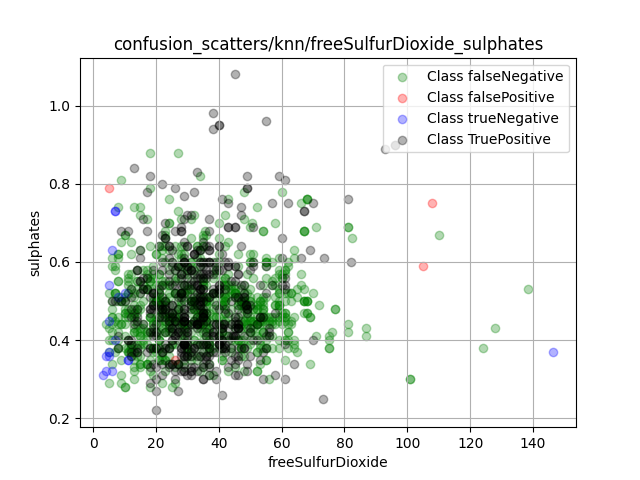 confusion_scatters/knn/freeSulfurDioxide_sulphates
Class falseNegative
Class falsePositive
Class trueNegative
Class TruePositive
1.0
0.8
0.6
0.4
0.2
sulphates
0 20 40 60 80 100 120 140
freeSulfurDioxide